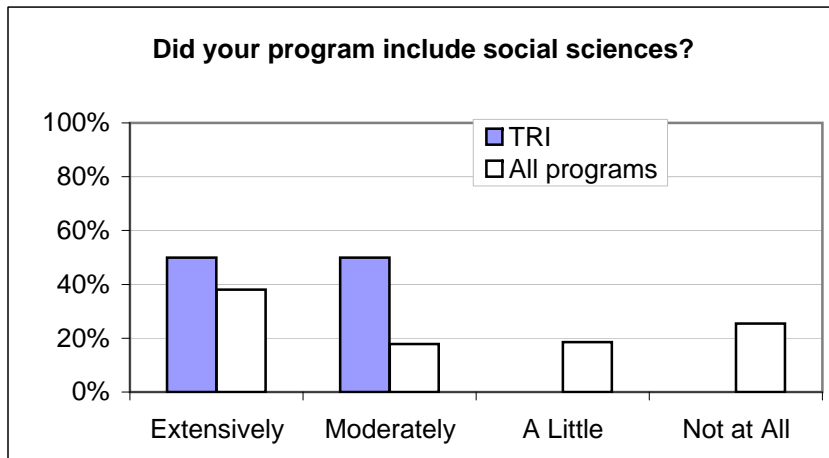 Did your program include social sciences?
100%
80%
60%
40%
20%
0%
TRI
All programs
Extensively Moderately A Little Not at All